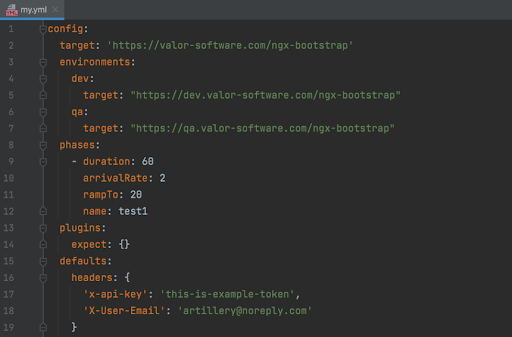 my.yml
1 config:
2 target: 'https://valor-software.com/ngx-bootstrap'
3 environments:
4 dev:
5 target: "https://dev.valor-software.com/ngx-bootstrap"
6 qa:
7 target: "https://qa.valor-software.com/ngx-bootstrap"
8 phases:
9 - duration: 60
10 arrivalRate: 2
11 rampTo: 20
12 name: test1
13 plugins:
14 expect: {}
15 defaults:
16 headers: {
17 'x-api-key': 'this-is-example-token',
18 'X-User-Email': 'artillery@noreply.com'
19 }